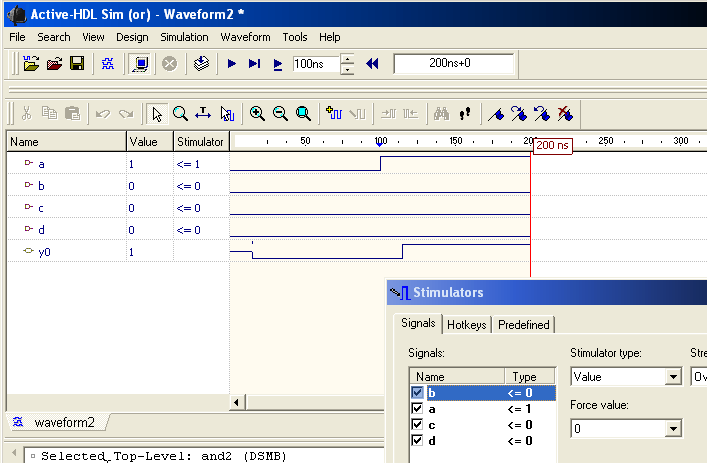 Active-HDL Sim (or) - Waveform2 *
File Search View Design Simulation Waveform Tools Help
100ns 200ns+0
Name Value Stimulator 50 100 150 200 250 300
200 ns
a 1 <= 1
b 0 <= 0
c 0 <= 0
d 0 <= 0
y0 1
Stimulators
Signals Hotkeys Predefined
Signals: Stimulator type: Stre
Name Type Value Ov
b <= 0
a <= 1 Force value:
c <= 0 0
d <= 0
waveform2
Selected Top-Level: and2 (DSMB)